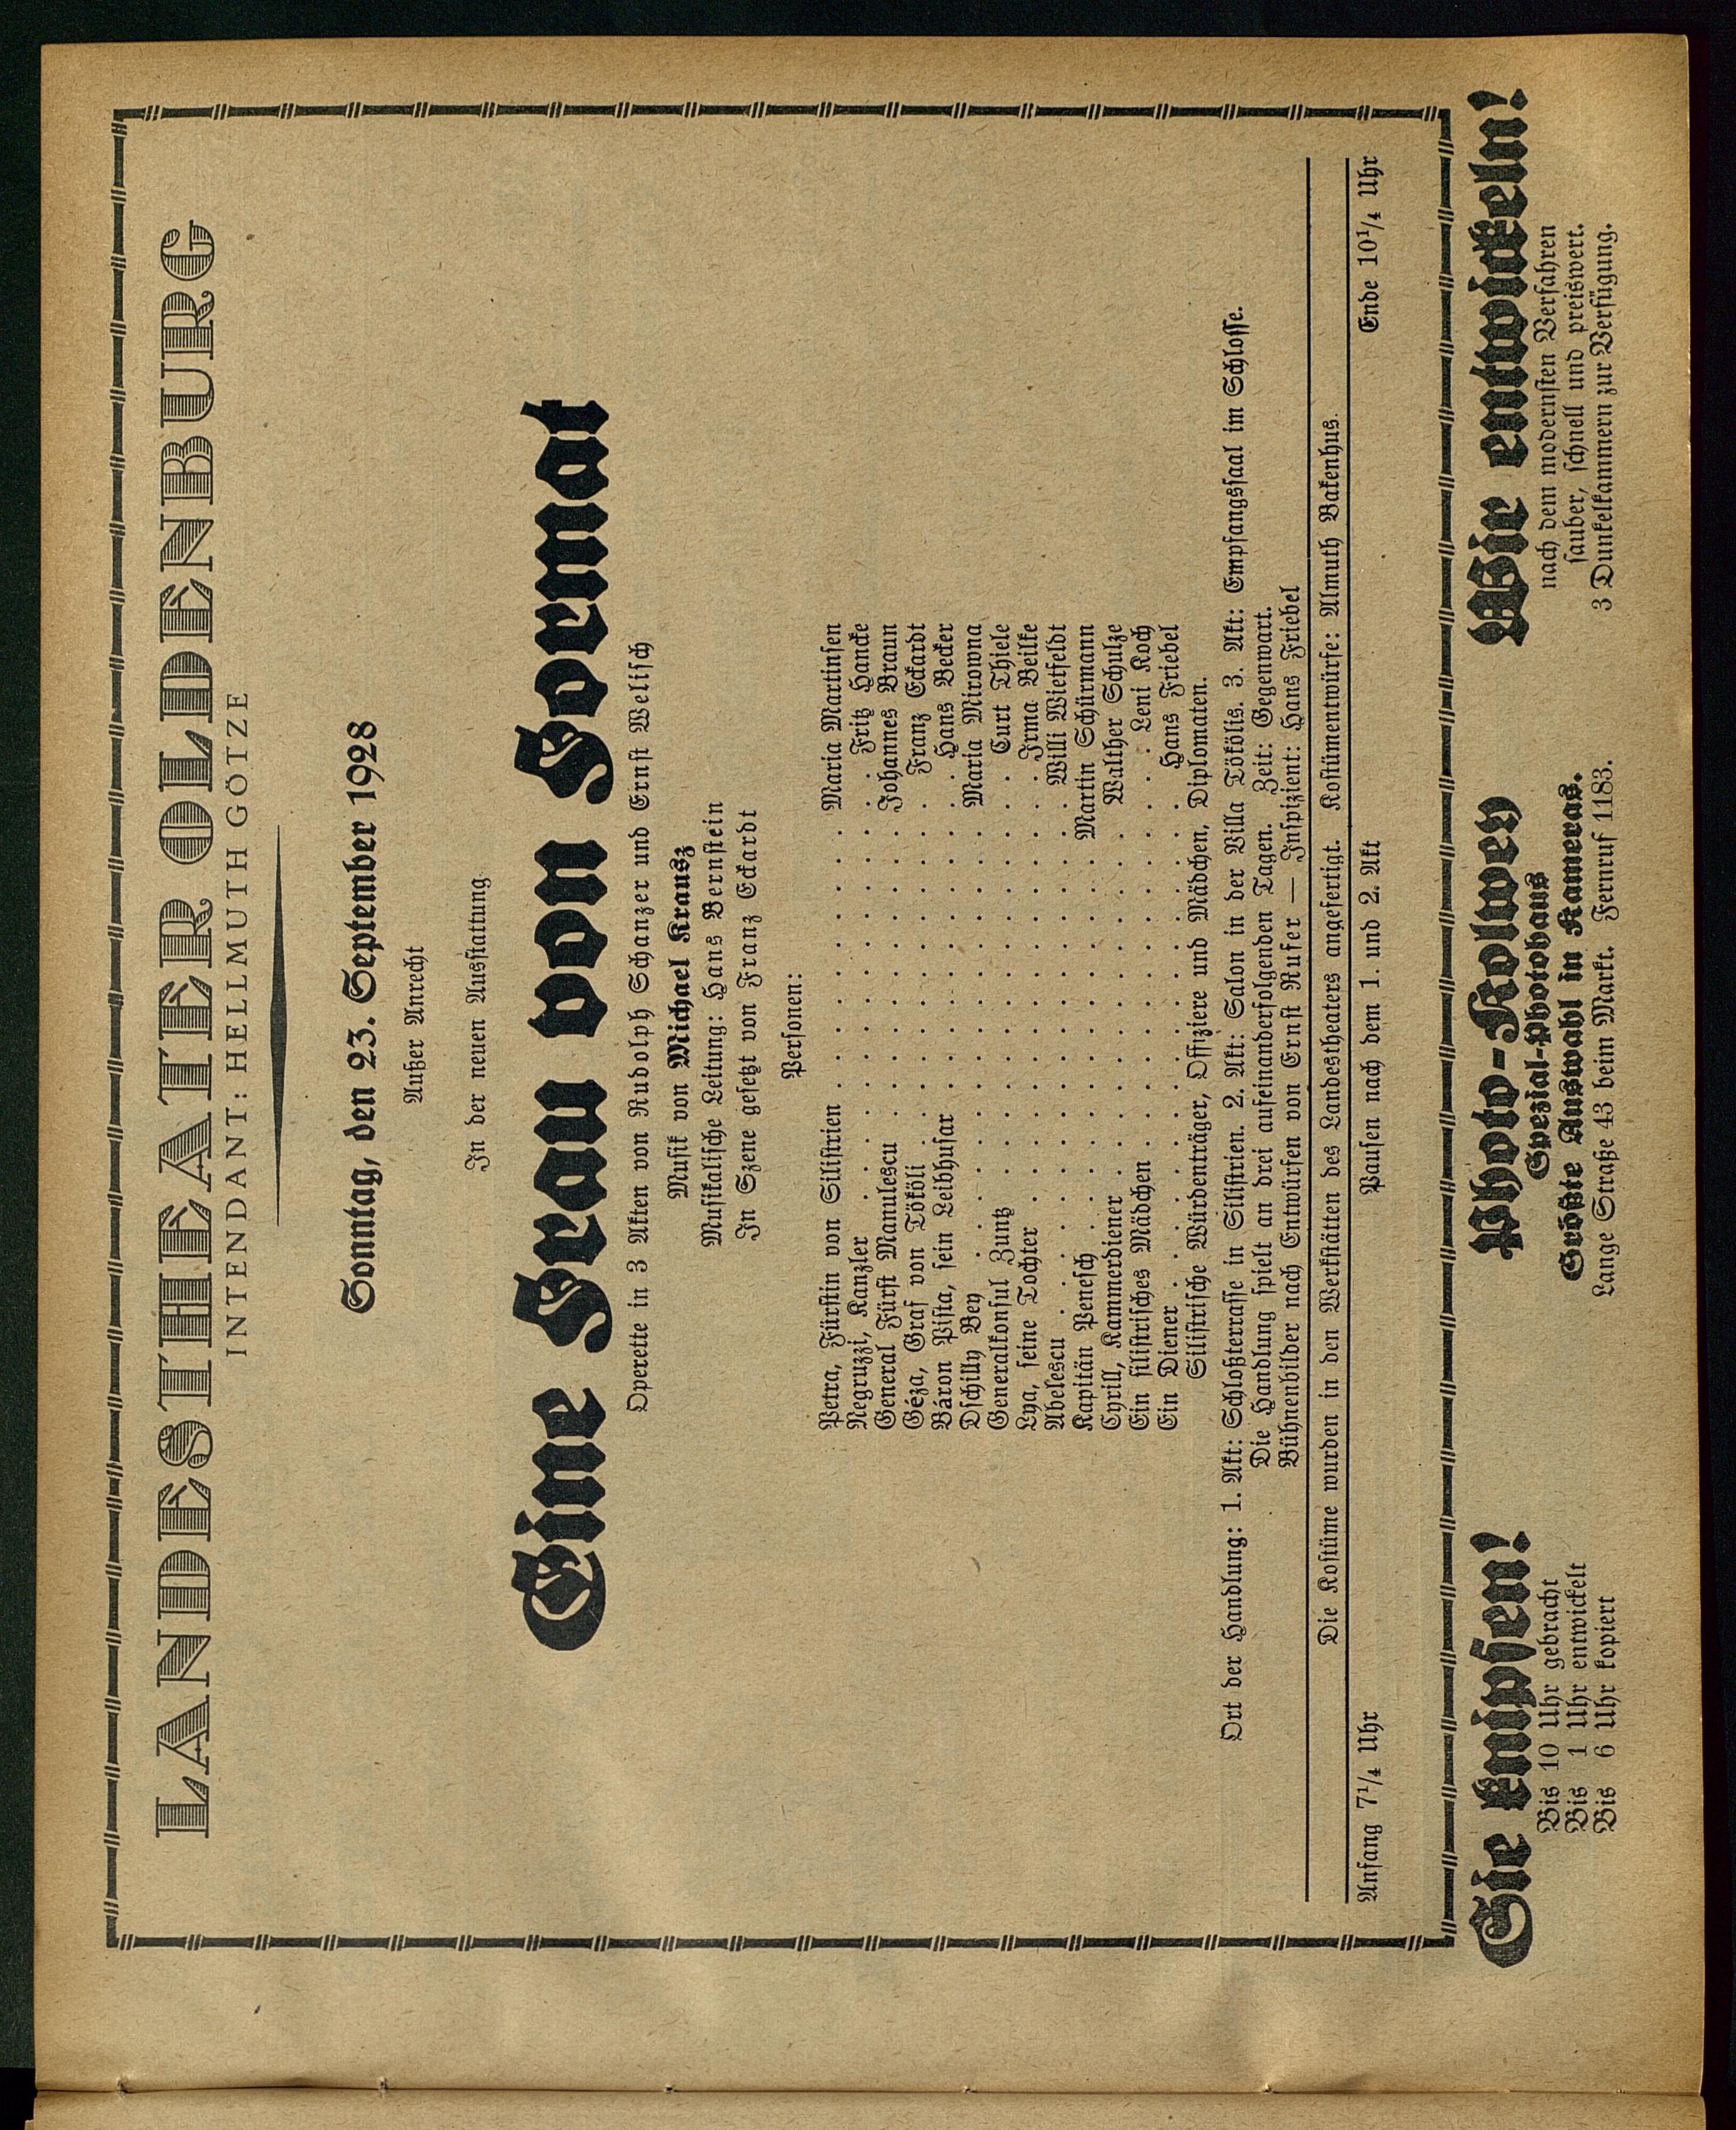 LANDESTHEATER OLDENBURG
INTENDANT: HELLMUTH GÖTZE
Sonntag, den 23. September 1928
Außer Anrecht
In der neuen Ausstattung
Eine Frau von Format
Operette in 3 Akten von Rudolph Schanzer und Ernst Welisch
Musik von Michael Krausz
Musikalische Leitung: Hans Bernstein
In Szene gesetzt von Franz Eckardt
Personen:
Petra, Fürstin von Silistrien . . . . . . . . . . Maria Martinsen
Negruzzi, Kanzler . . . . . . . . . . Fritz Hancke
General Fürst Manulescu . . . . . . . . . . Johannes Braun
Géza, Graf von Tököli . . . . . . . . . . Franz Eckardt
Báron Pista, sein Leibhusar . . . . . . . . . . Hans Becker
Dschilly Bey . . . . . . . . . . Maria Mirowna
Generalkonsul Zuntz . . . . . . . . . . Curt Thiele
Lya, seine Tochter . . . . . . . . . . Irma Beilke
Abelescu . . . . . . . . . . Willi Wietfeldt
Kapitän Penesch . . . . . . . . . . Martin Schürmann
Cyrill, Kammerdiener . . . . . . . . . . Walther Schulze
Ein silistrisches Mädchen . . . . . . . . . . Leni Koch
Ein Diener . . . . . . . . . . Hans Friebel
Silistrische Würdenträger, Offiziere und Mädchen, Diplomaten.
Ort der Handlung: 1. Akt: Schloßterrasse in Silistrien. 2. Akt: Salon in der Villa Tökölis. 3. Akt: Empfangssaal im Schlosse.
Die Handlung spielt an drei aufeinanderfolgenden Tagen. Zeit: Gegenwart.
Bühnenbilder nach Entwürfen von Ernst Rufer — Inspizient: Hans Friebel
Die Kostüme wurden in den Werkstätten des Landestheaters angefertigt. Kostümentwürfe: Almuth Bakenhus.
Anfang 7¹/₄ Uhr Pausen nach dem 1. und 2. Akt Ende 10¹/₄ Uhr
Sie knipsen!
Bis 10 Uhr gebracht
Bis 1 Uhr entwickelt
Bis 6 Uhr kopiert
Photo-Kolwey
Spezial-Photohaus
Größte Auswahl in Kameras.
Lange Straße 43 beim Markt. Fernruf 1183.
Wir entwickeln!
nach dem modernsten Verfahren
sauber, schnell und preiswert.
3 Dunkelkammern zur Verfügung.